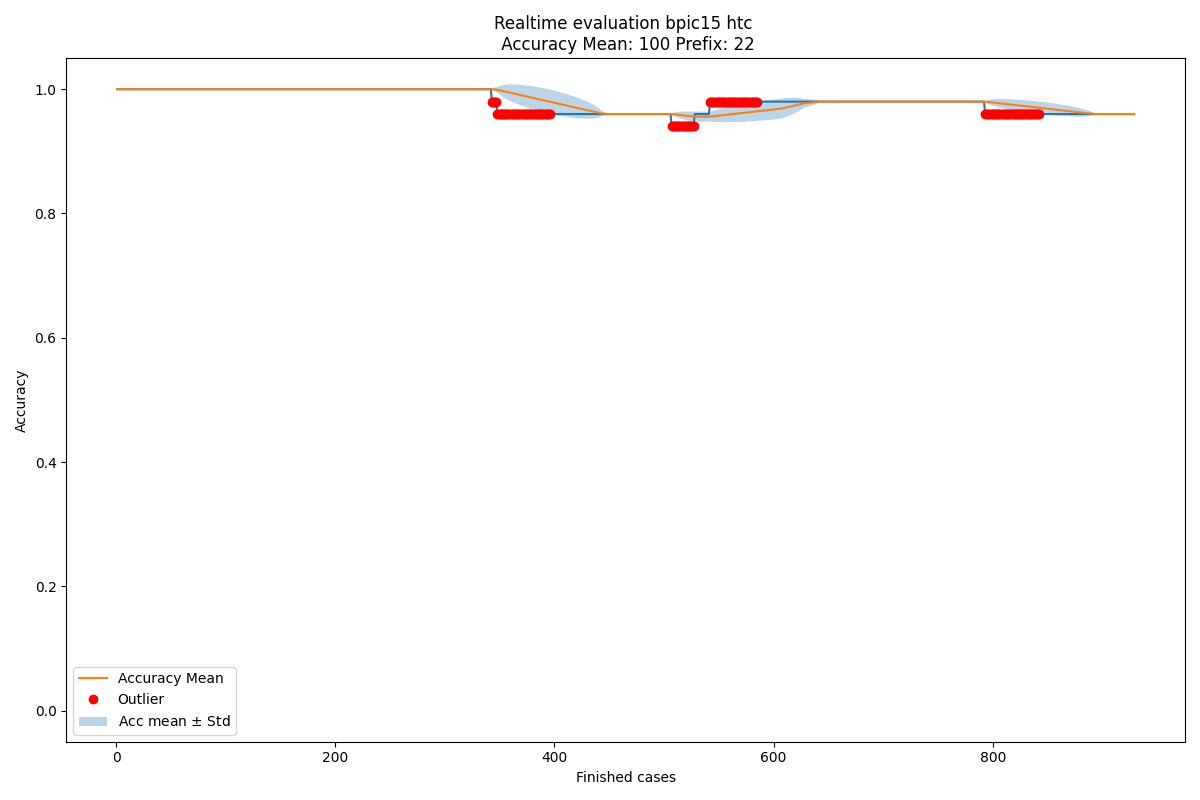 Realtime evaluation bpic15 htc
Accuracy Mean: 100 Prefix: 22
1.0
0.8
0.6
0.4
0.2
0.0
Accuracy
Accuracy Mean
Outlier
Acc mean ± Std
0
200
400
600
800
Finished cases